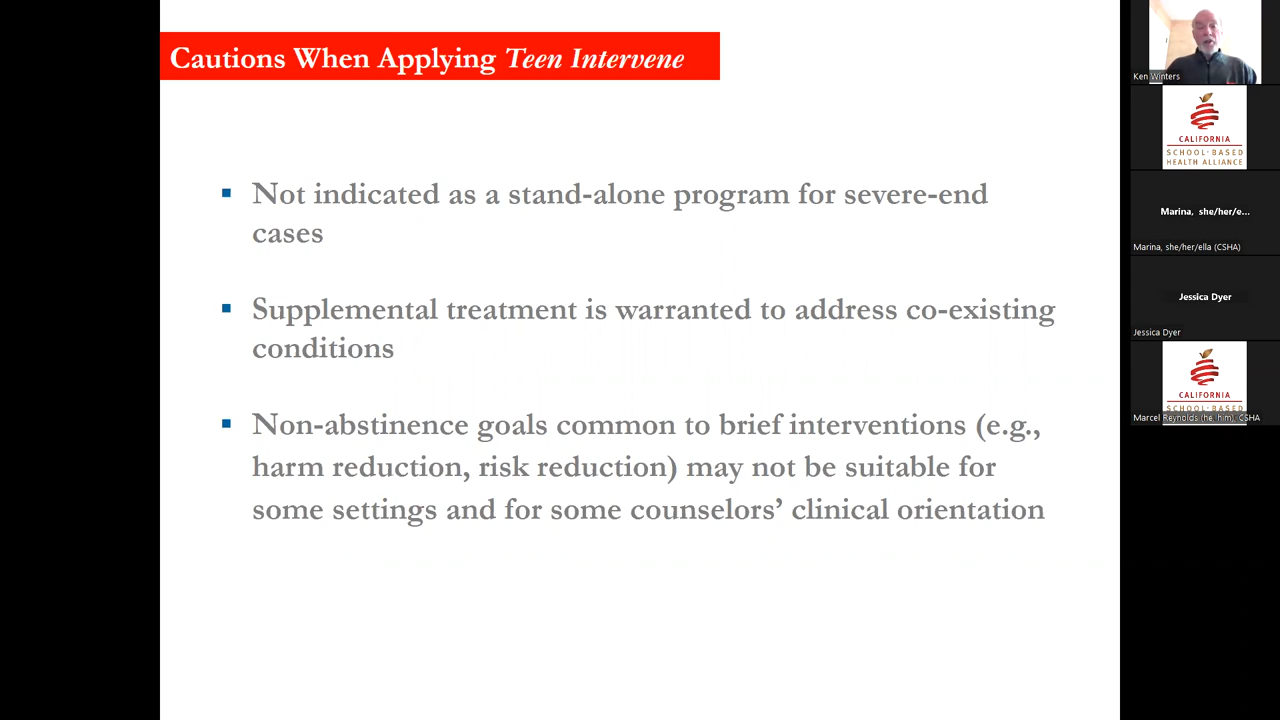 Cautions When Applying Teen Intervene
▪ Not indicated as a stand-alone program for severe-end
cases
▪ Supplemental treatment is warranted to address co-existing
conditions
▪ Non-abstinence goals common to brief interventions (e.g.,
harm reduction, risk reduction) may not be suitable for
some settings and for some counselors’ clinical orientation
Ken Winters
CALIFORNIA
SCHOOL-BASED
HEALTH ALLIANCE
Marina, she/her/e...
Marina, she/her/ella (CSHA)
Jessica Dyer
Jessica Dyer
CALIFORNIA
SCHOOL-BASED
Marcel Reynolds (he, him), CSHA